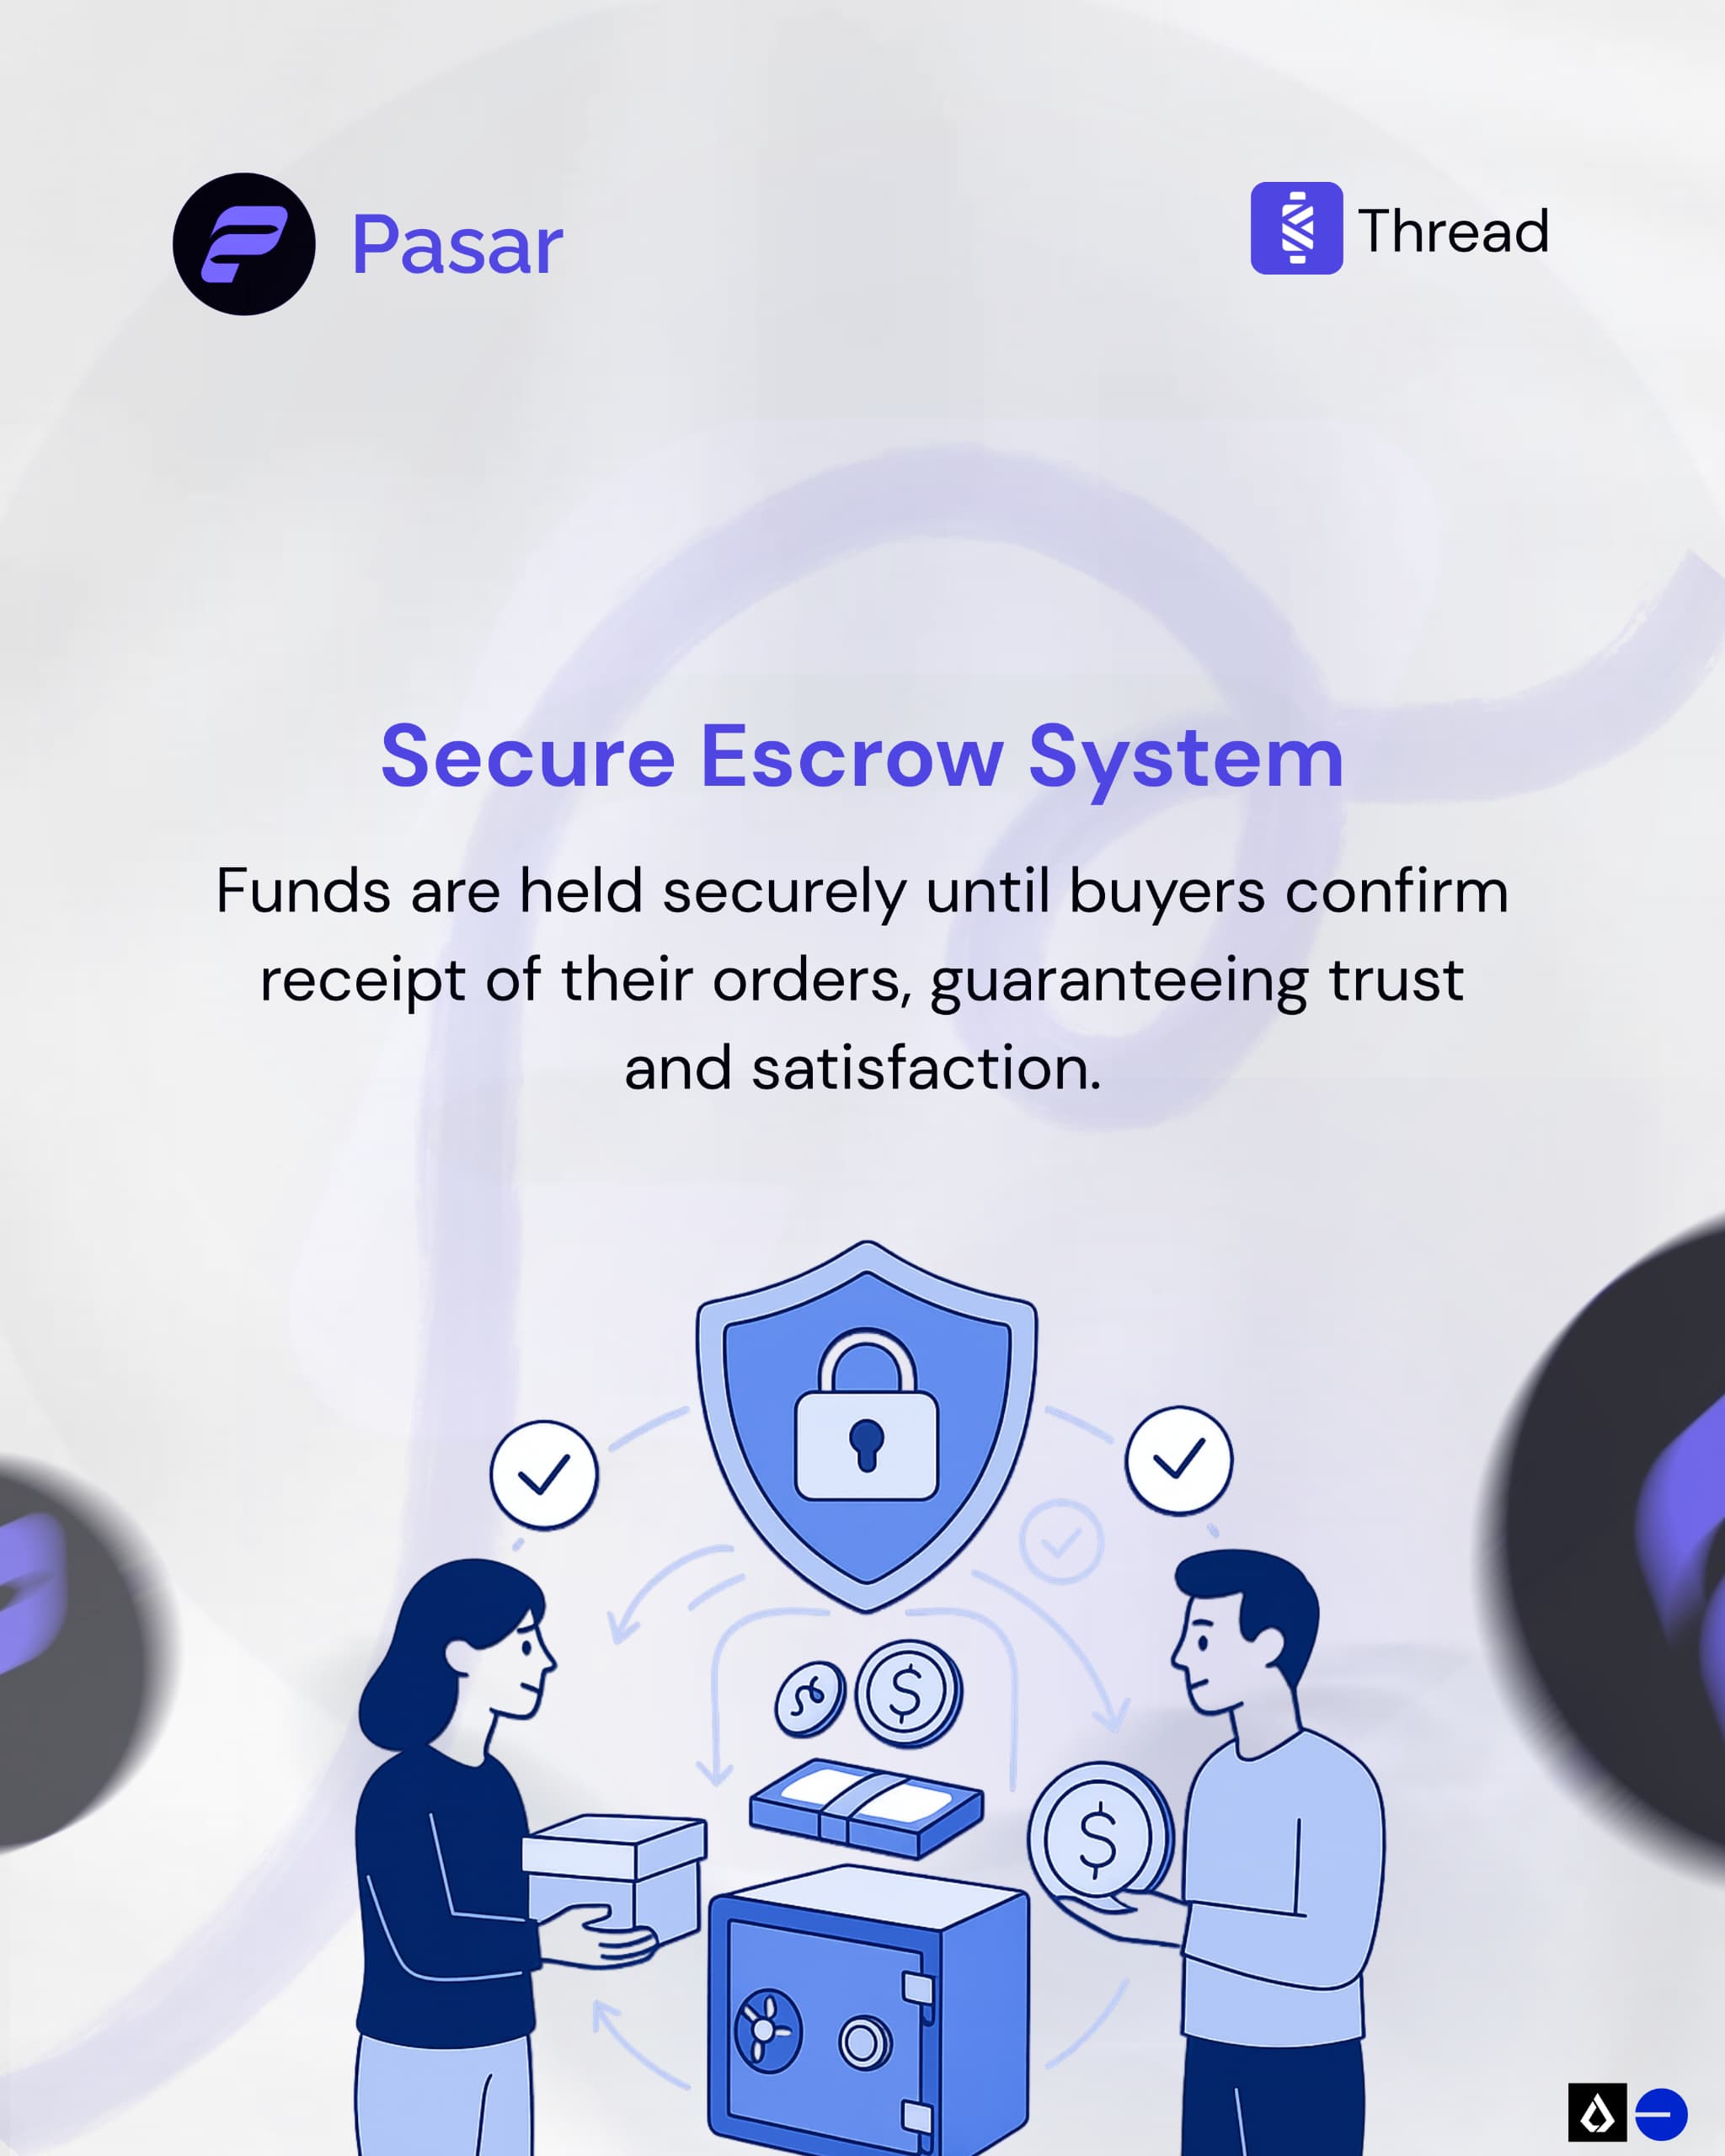 Pasar
Thread
Secure Escrow System
Funds are held securely until buyers confirm
receipt of their orders, guaranteeing trust
and satisfaction.
$
$